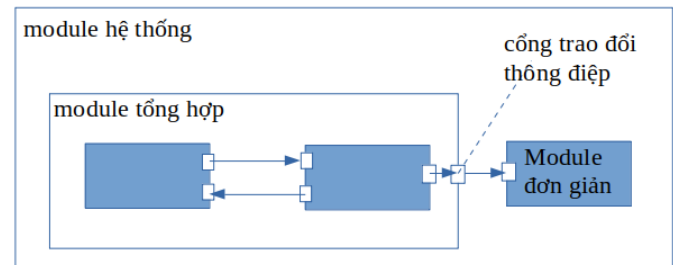 module hệ thống
cổng trao đổi
thông điệp
module tổng hợp
Module
đơn giản